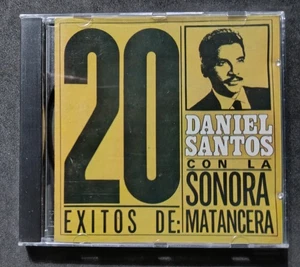 20
EXITOS DE:
DANIEL
SANTOS
CON LA
SONORA
MATANCERA